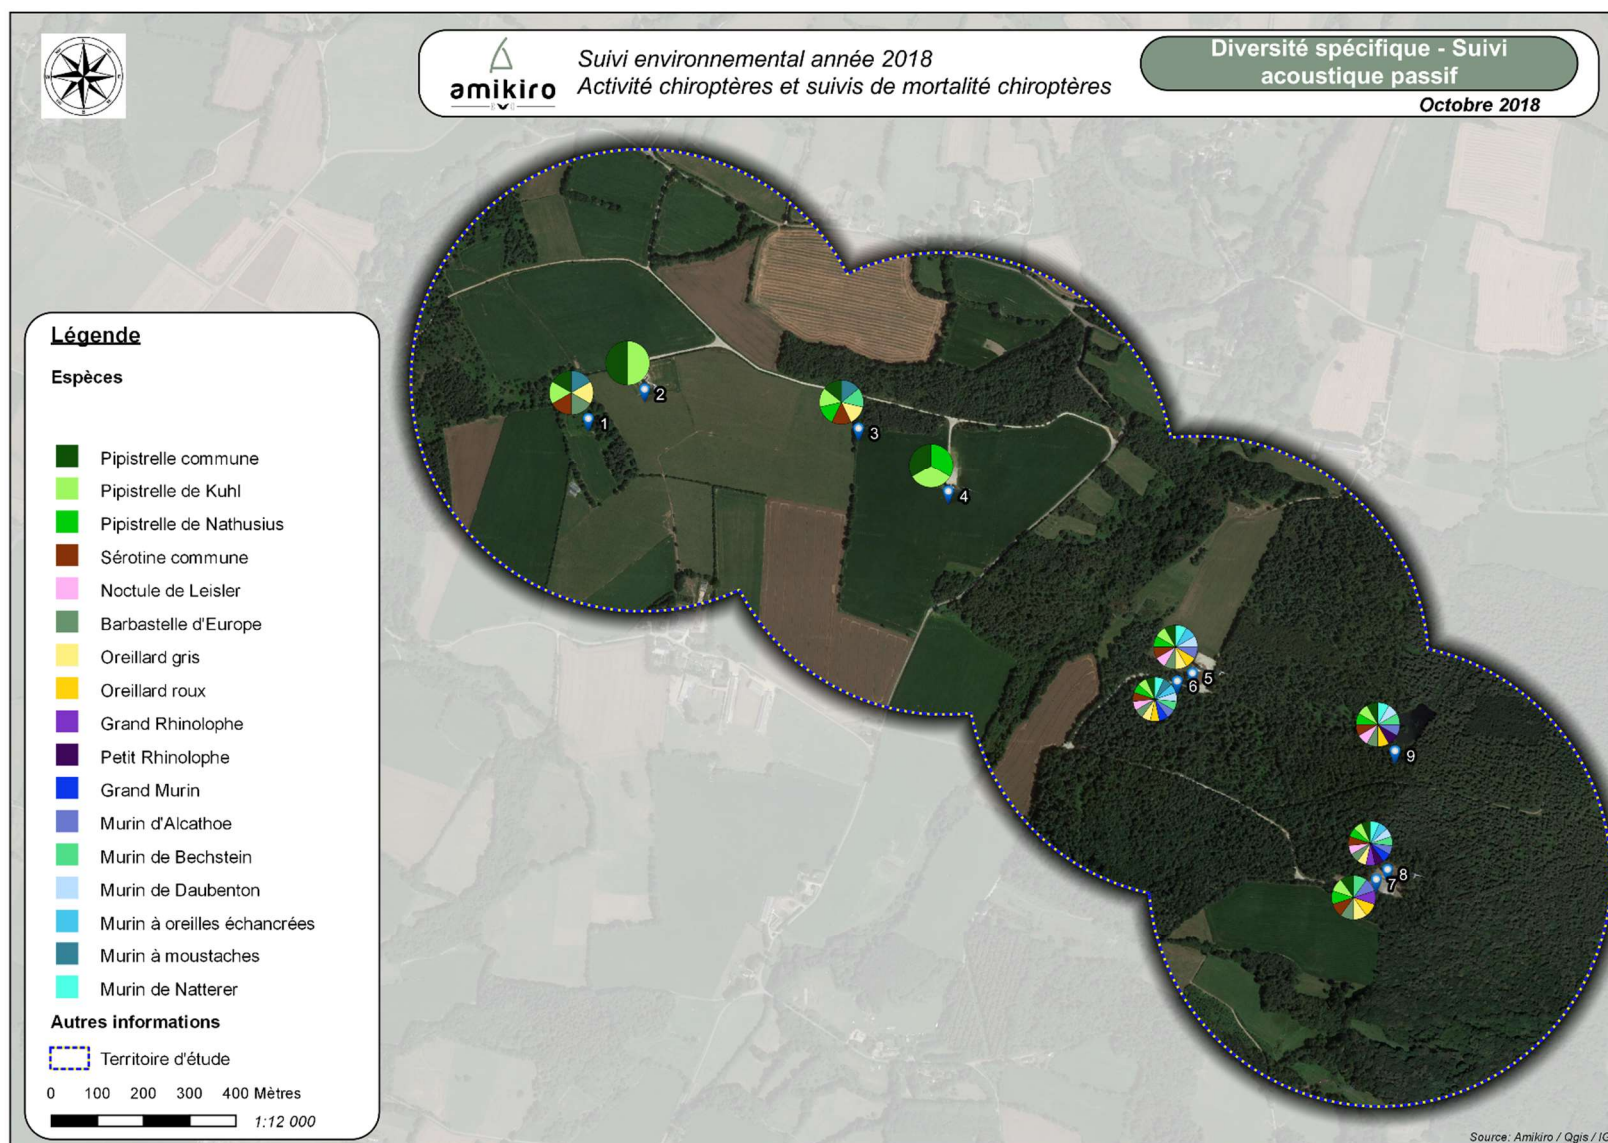 amikiro
Suivi environnemental année 2018
Activité chiroptères et suivis de mortalité chiroptères
Diversité spécifique - Suivi
acoustique passif
Octobre 2018
Légende
Espèces
Pipistrelle commune
Pipistrelle de Kuhl
Pipistrelle de Nathusius
Sérotine commune
Noctule de Leisler
Barbastelle d'Europe
Oreillard gris
Oreillard roux
Grand Rhinolophe
Petit Rhinolophe
Grand Murin
Murin d'Alcathoe
Murin de Bechstein
Murin de Daubenton
Murin à oreilles échancrées
Murin à moustaches
Murin de Natterer
Autres informations
Territoire d'étude
0 100 200 300 400 Mètres
1:12 000
1
2
3
4
5
6
9
8
7
Source: Amikiro / Qgis / IG